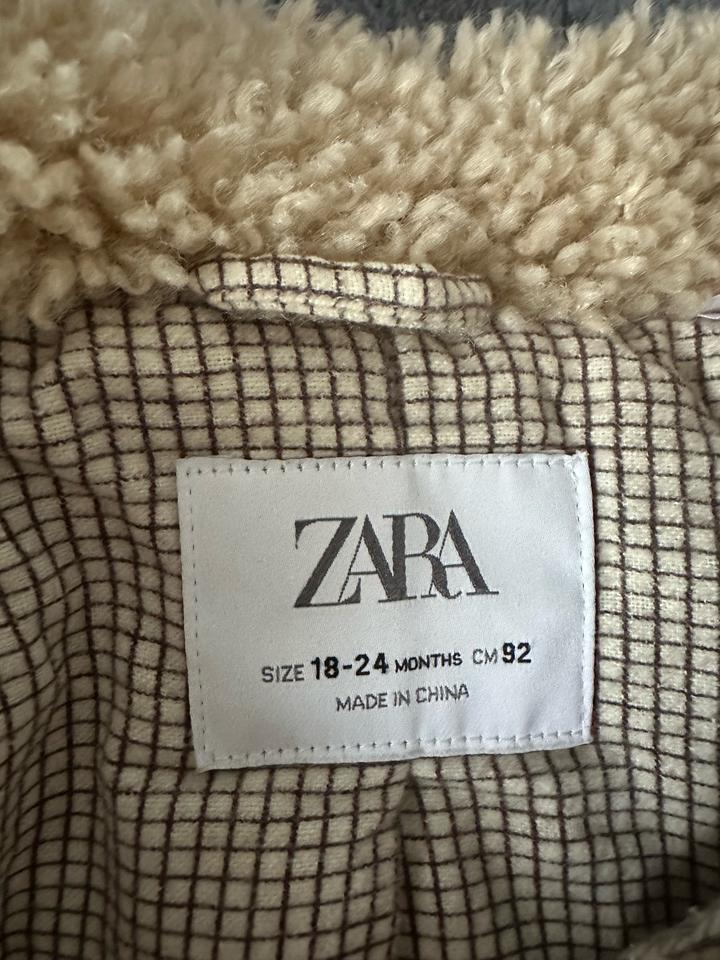 ZARA
SIZE 18-24 MONTHS CM 92
MADE IN CHINA